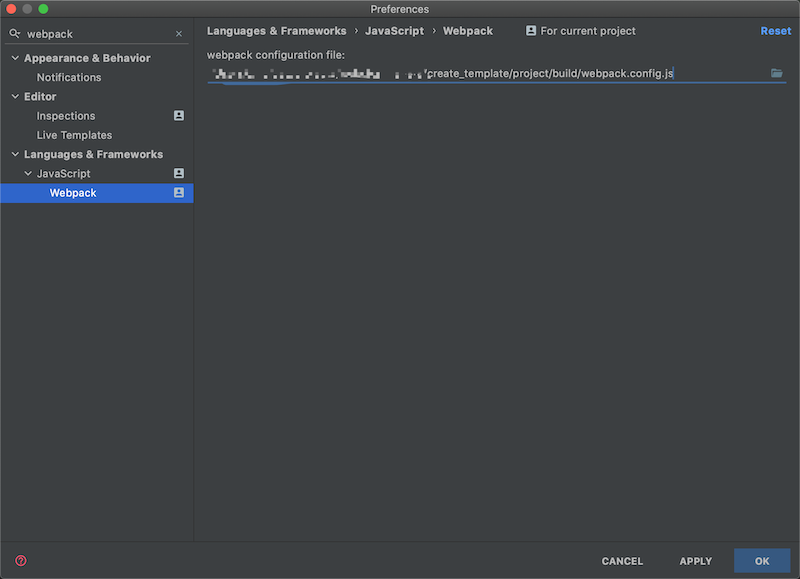 Preferences
webpack
Appearance & Behavior
Notifications
Editor
Inspections
Live Templates
Languages & Frameworks
JavaScript
Webpack
Languages & Frameworks › JavaScript › Webpack For current project Reset
webpack configuration file:
create_template/project/build/webpack.config.js
? CANCEL APPLY OK